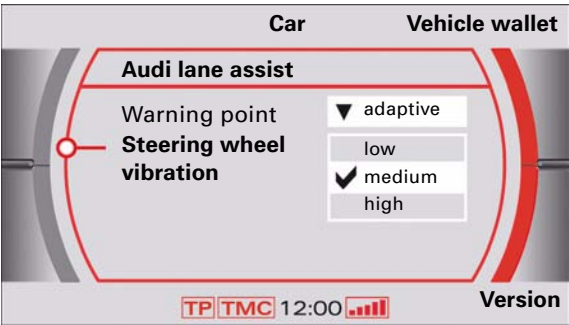 Car Vehicle wallet
Audi lane assist
Warning point ▼ adaptive
Steering wheel
vibration
low
✔ medium
high
TP TMC 12:00
Version